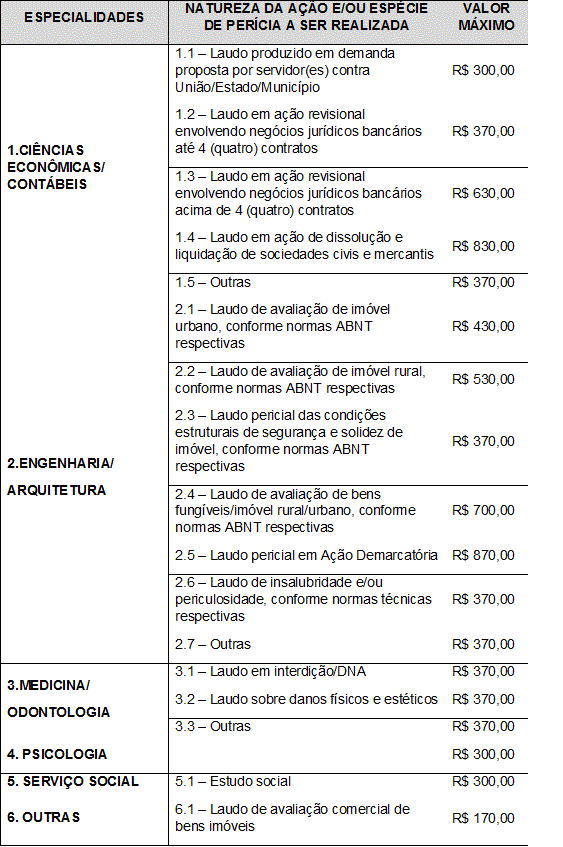 ESPECIALIDADES
NATUREZA DA AÇÃO E/OU ESPÉCIE
DE PERÍCIA A SER REALIZADA
VALOR
MÁXIMO
1.CIÊNCIAS
ECONÔMICAS/
CONTÁBEIS
1.1 – Laudo produzido em demanda
proposta por servidor(es) contra
União/Estado/Município
R$ 300,00
1.2 – Laudo em ação revisional
envolvendo negócios jurídicos bancários
até 4 (quatro) contratos
R$ 370,00
1.3 – Laudo em ação revisional
envolvendo negócios jurídicos bancários
acima de 4 (quatro) contratos
R$ 630,00
1.4 – Laudo em ação de dissolução e
liquidação de sociedades civis e mercantis
R$ 830,00
1.5 – Outras
R$ 370,00
2.ENGENHARIA/
ARQUITETURA
2.1 – Laudo de avaliação de imóvel
urbano, conforme normas ABNT
respectivas
R$ 430,00
2.2 – Laudo de avaliação de imóvel rural,
conforme normas ABNT respectivas
R$ 530,00
2.3 – Laudo pericial das condições
estruturais de segurança e solidez de
imóvel, conforme normas ABNT
respectivas
R$ 370,00
2.4 – Laudo de avaliação de bens
fungíveis/imóvel rural/urbano, conforme
normas ABNT respectivas
R$ 700,00
2.5 – Laudo pericial em Ação Demarcatória
R$ 870,00
2.6 – Laudo de insalubridade e/ou
periculosidade, conforme normas técnicas
respectivas
R$ 370,00
2.7 – Outras
R$ 370,00
3.MEDICINA/
ODONTOLOGIA
3.1 – Laudo em interdição/DNA
R$ 370,00
3.2 – Laudo sobre danos físicos e estéticos
R$ 370,00
3.3 – Outras
R$ 370,00
4. PSICOLOGIA
R$ 300,00
5. SERVIÇO SOCIAL
5.1 – Estudo social
R$ 300,00
6. OUTRAS
6.1 – Laudo de avaliação comercial de
bens imóveis
R$ 170,00